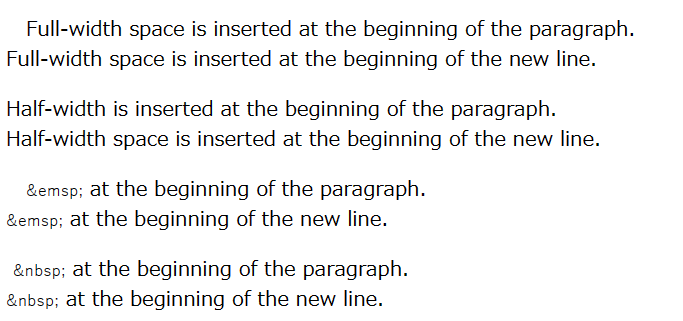 Full-width space is inserted at the beginning of the paragraph.
Full-width space is inserted at the beginning of the new line.
Half-width is inserted at the beginning of the paragraph.
Half-width space is inserted at the beginning of the new line.
&emsp; at the beginning of the paragraph.
&emsp; at the beginning of the new line.
&nbsp; at the beginning of the paragraph.
&nbsp; at the beginning of the new line.